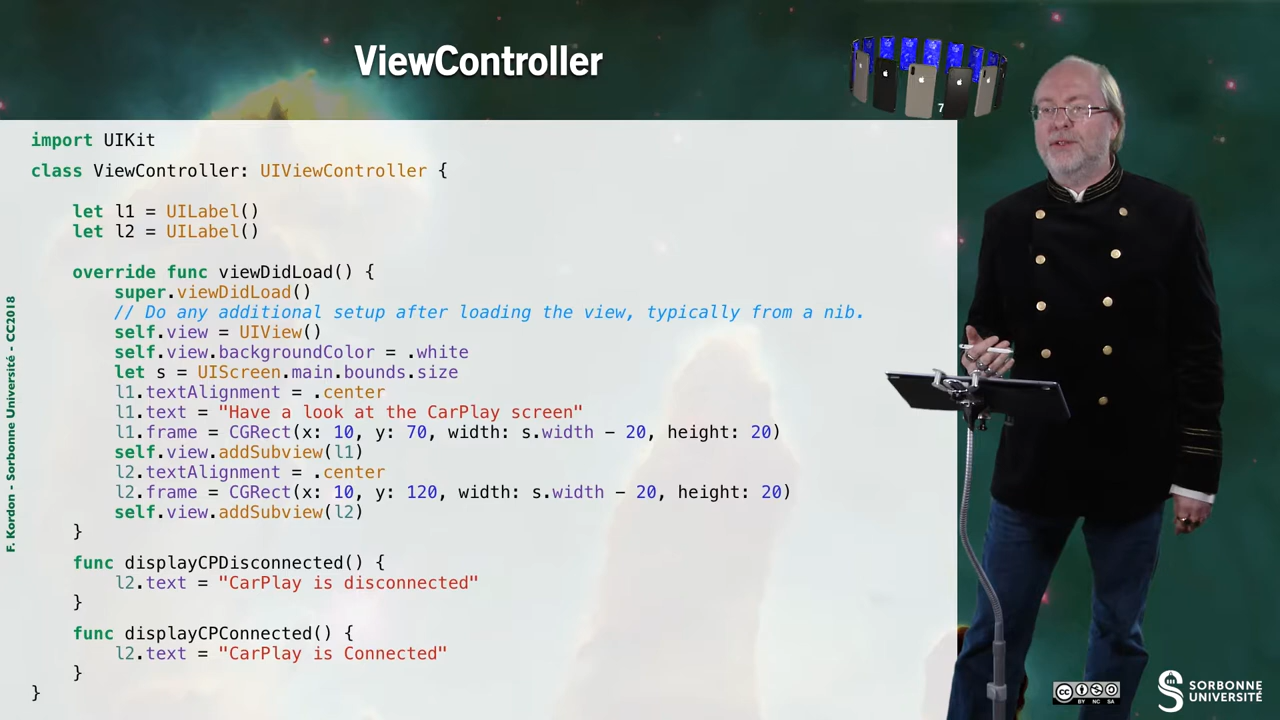 ViewController
7
import UIKit
class ViewController: UIViewController {
let l1 = UILabel()
let l2 = UILabel()
override func viewDidLoad() {
super.viewDidLoad()
// Do any additional setup after loading the view, typically from a nib.
self.view = UIView()
self.view.backgroundColor = .white
let s = UIScreen.main.bounds.size
l1.textAlignment = .center
l1.text = "Have a look at the CarPlay screen"
l1.frame = CGRect(x: 10, y: 70, width: s.width − 20, height: 20)
self.view.addSubview(l1)
l2.textAlignment = .center
l2.frame = CGRect(x: 10, y: 120, width: s.width − 20, height: 20)
self.view.addSubview(l2)
}
func displayCPDisconnected() {
l2.text = "CarPlay is disconnected"
}
func displayCPConnected() {
l2.text = "CarPlay is Connected"
}
}
F. Kordon - Sorbonne Université - CC2018
cc
BY NC SA
SORBONNE
UNIVERSITÉ